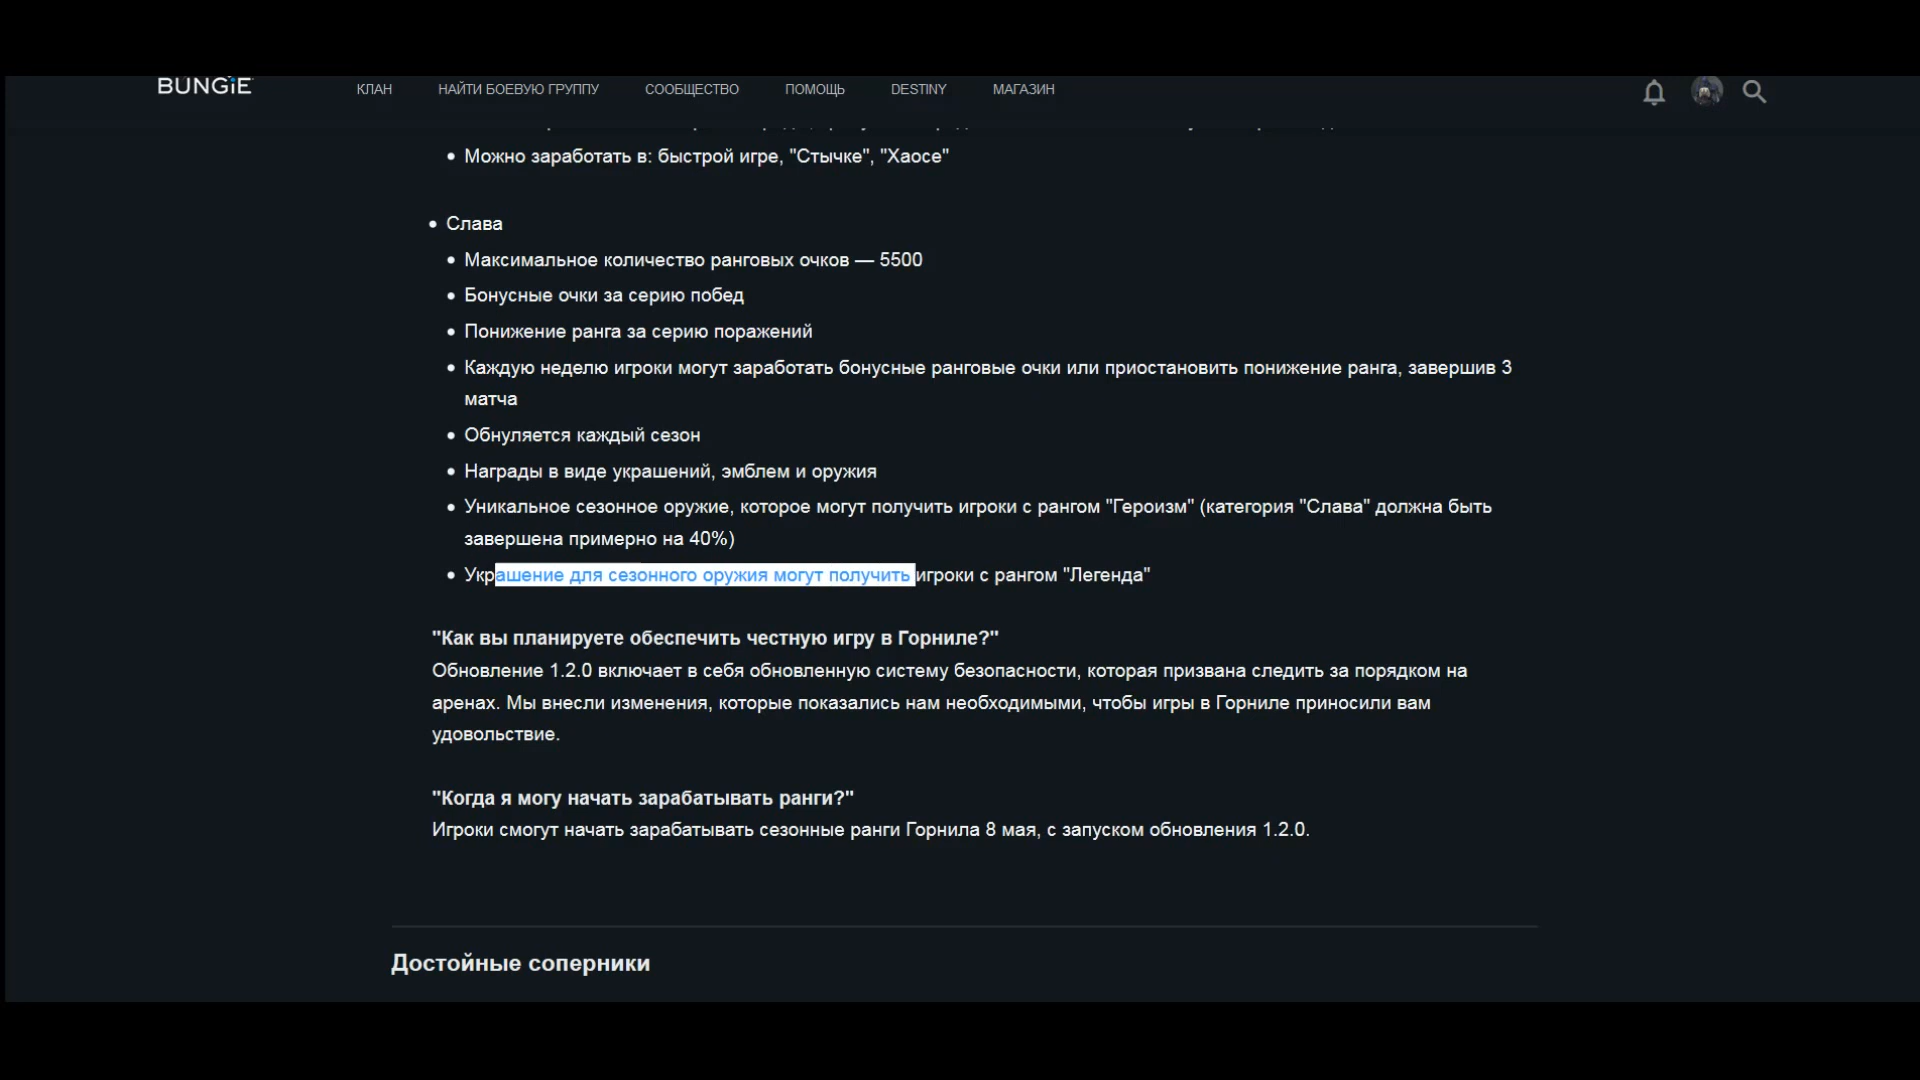 BUNGiE
КЛАН
НАЙТИ БОЕВУЮ ГРУППУ
СООБЩЕСТВО
ПОМОЩЬ
DESTINY
МАГАЗИН
• Можно заработать в: быстрой игре, "Стычке", "Хаосе"
• Слава
• Максимальное количество ранговых очков — 5500
• Бонусные очки за серию побед
• Понижение ранга за серию поражений
• Каждую неделю игроки могут заработать бонусные ранговые очки или приостановить понижение ранга, завершив 3
матча
• Обнуляется каждый сезон
• Награды в виде украшений, эмблем и оружия
• Уникальное сезонное оружие, которое могут получить игроки с рангом "Героизм" (категория "Слава" должна быть
завершена примерно на 40%)
• Украшение для сезонного оружия могут получить игроки с рангом "Легенда"
"Как вы планируете обеспечить честную игру в Горниле?"
Обновление 1.2.0 включает в себя обновленную систему безопасности, которая призвана следить за порядком на
аренах. Мы внесли изменения, которые показались нам необходимыми, чтобы игры в Горниле приносили вам
удовольствие.
"Когда я могу начать зарабатывать ранги?"
Игроки смогут начать зарабатывать сезонные ранги Горнила 8 мая, с запуском обновления 1.2.0.
Достойные соперники